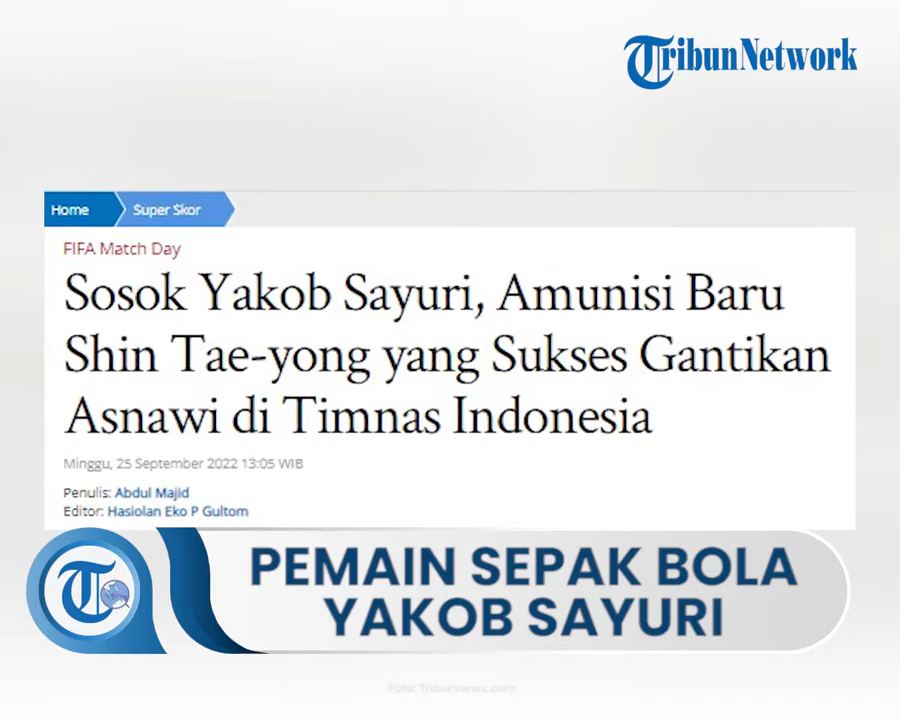 TribunNetwork
Home Super Skor
FIFA Match Day
Sosok Yakob Sayuri, Amunisi Baru
Shin Tae-yong yang Sukses Gantikan
Asnawi di Timnas Indonesia
Minggu, 25 September 2022 13:05 WIB
Penulis: Abdul Majid
Editor: Hasiolan Eko P Gultom
T
PEMAIN SEPAK BOLA
YAKOB SAYURI
Foto: Tribunnews.com